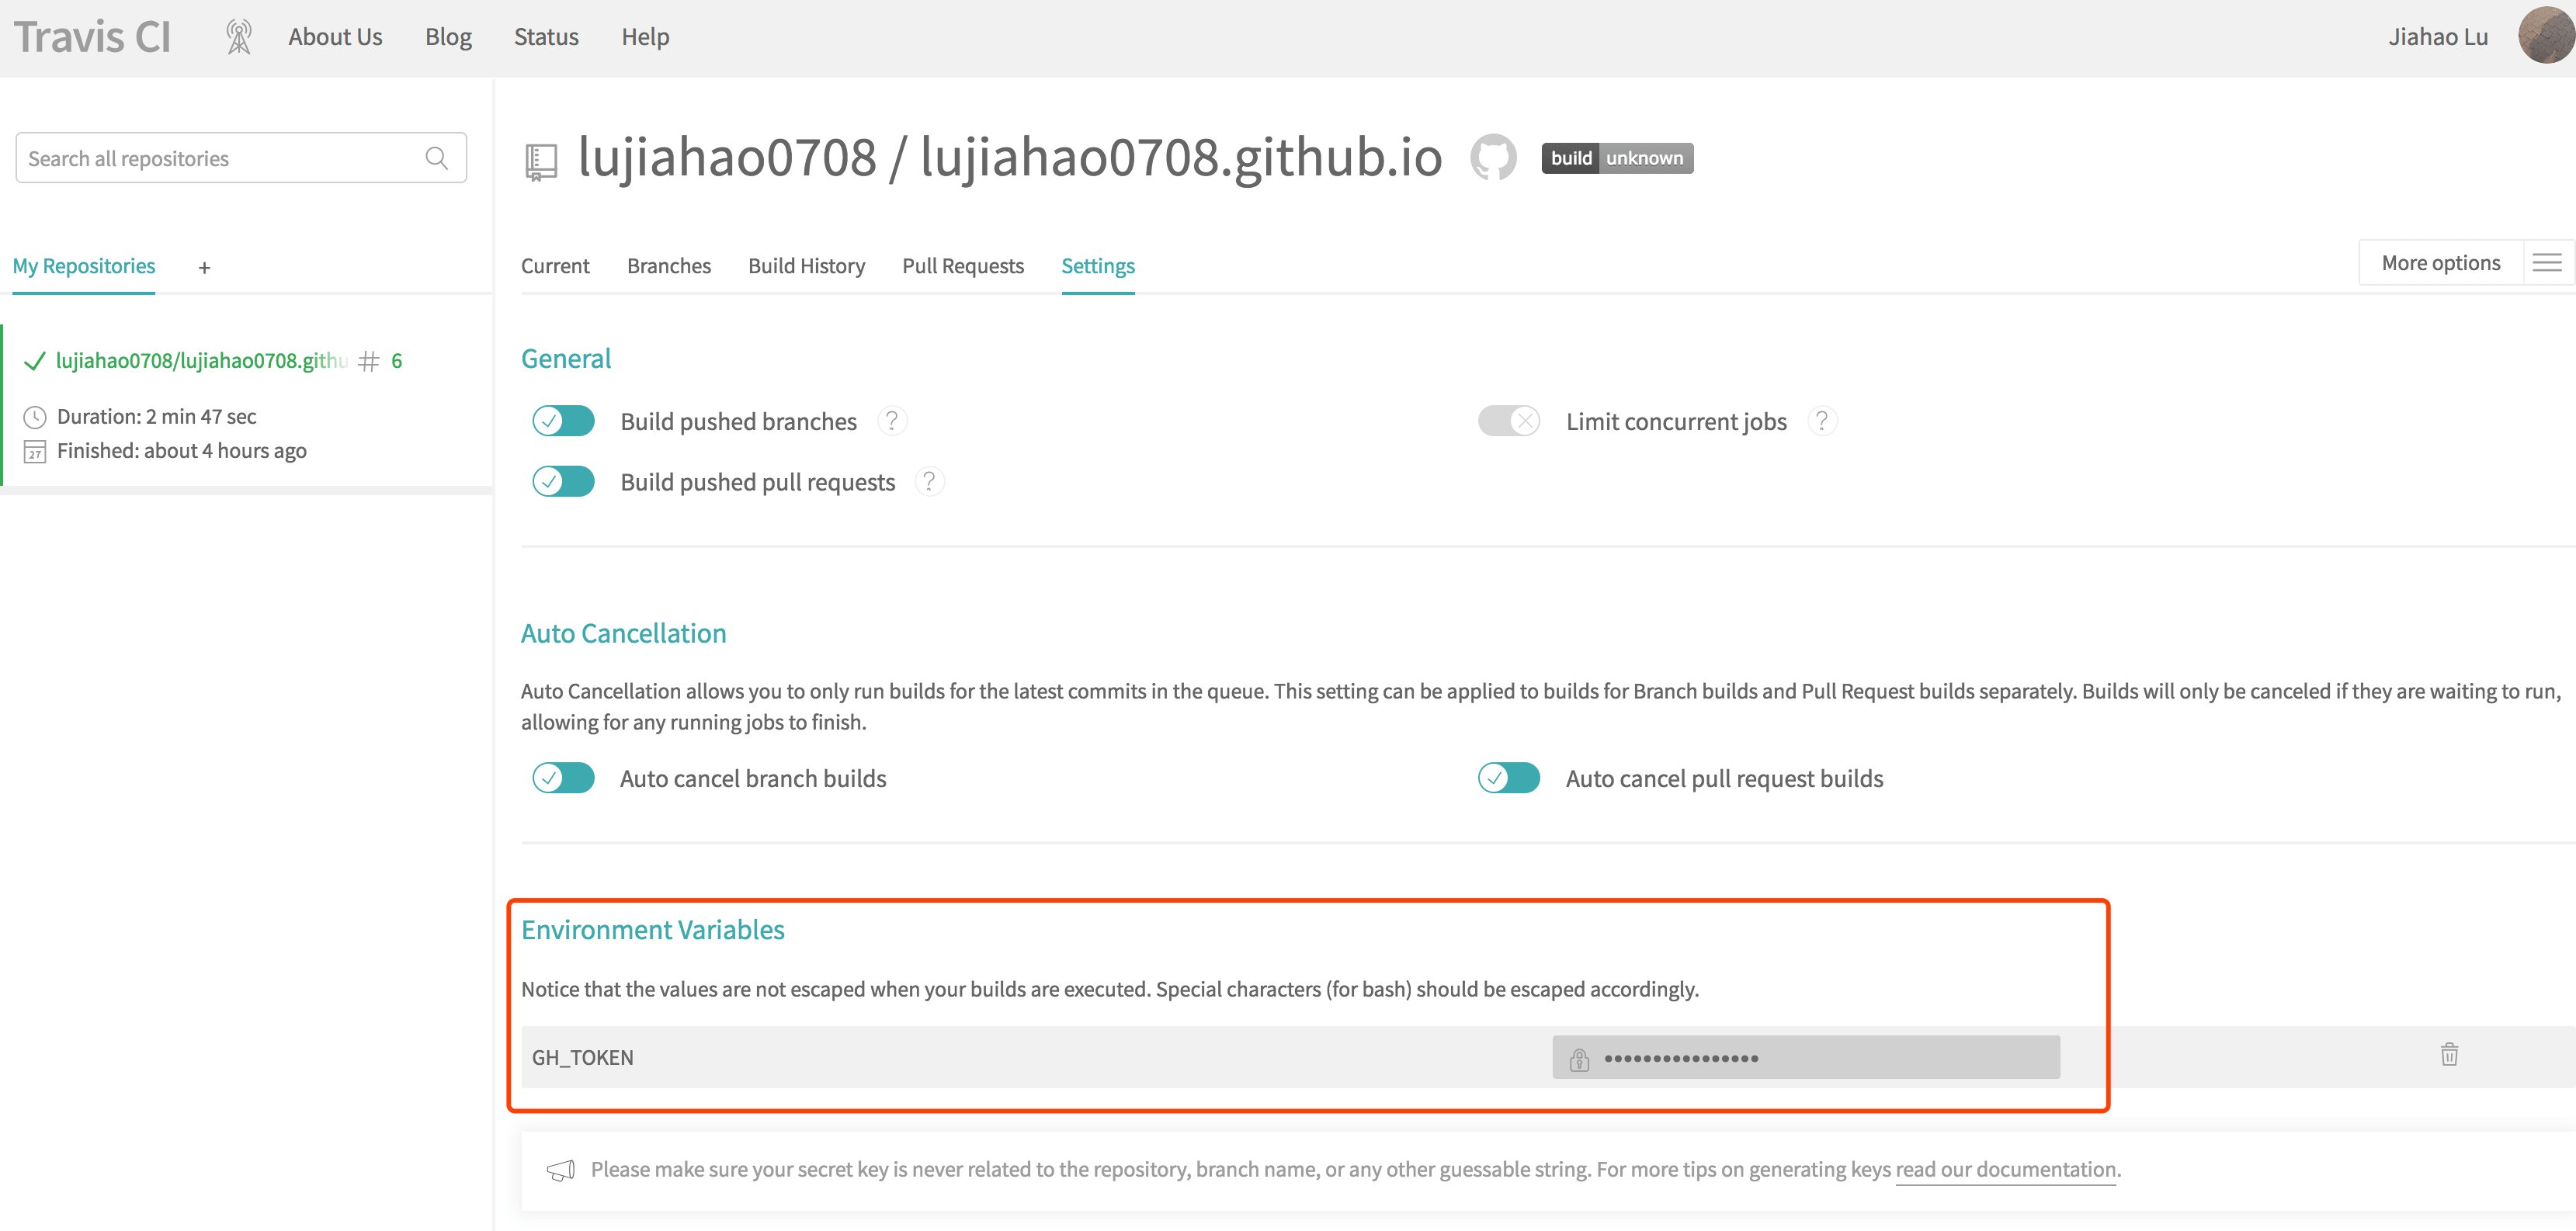 Travis CI About Us Blog Status Help Jiahao Lu
Search all repositories
lujiahao0708 / lujiahao0708.github.io build unknown
My Repositories +
Current Branches Build History Pull Requests Settings More options
lujiahao0708/lujiahao0708.githu # 6
Duration: 2 min 47 sec
27 Finished: about 4 hours ago
General
Build pushed branches ? Limit concurrent jobs ?
Build pushed pull requests ?
Auto Cancellation
Auto Cancellation allows you to only run builds for the latest commits in the queue. This setting can be applied to builds for Branch builds and Pull Request builds separately. Builds will only be canceled if they are waiting to run,
allowing for any running jobs to finish.
Auto cancel branch builds Auto cancel pull request builds
Environment Variables
Notice that the values are not escaped when your builds are executed. Special characters (for bash) should be escaped accordingly.
GH_TOKEN ••••••••••••••••
Please make sure your secret key is never related to the repository, branch name, or any other guessable string. For more tips on generating keys read our documentation.